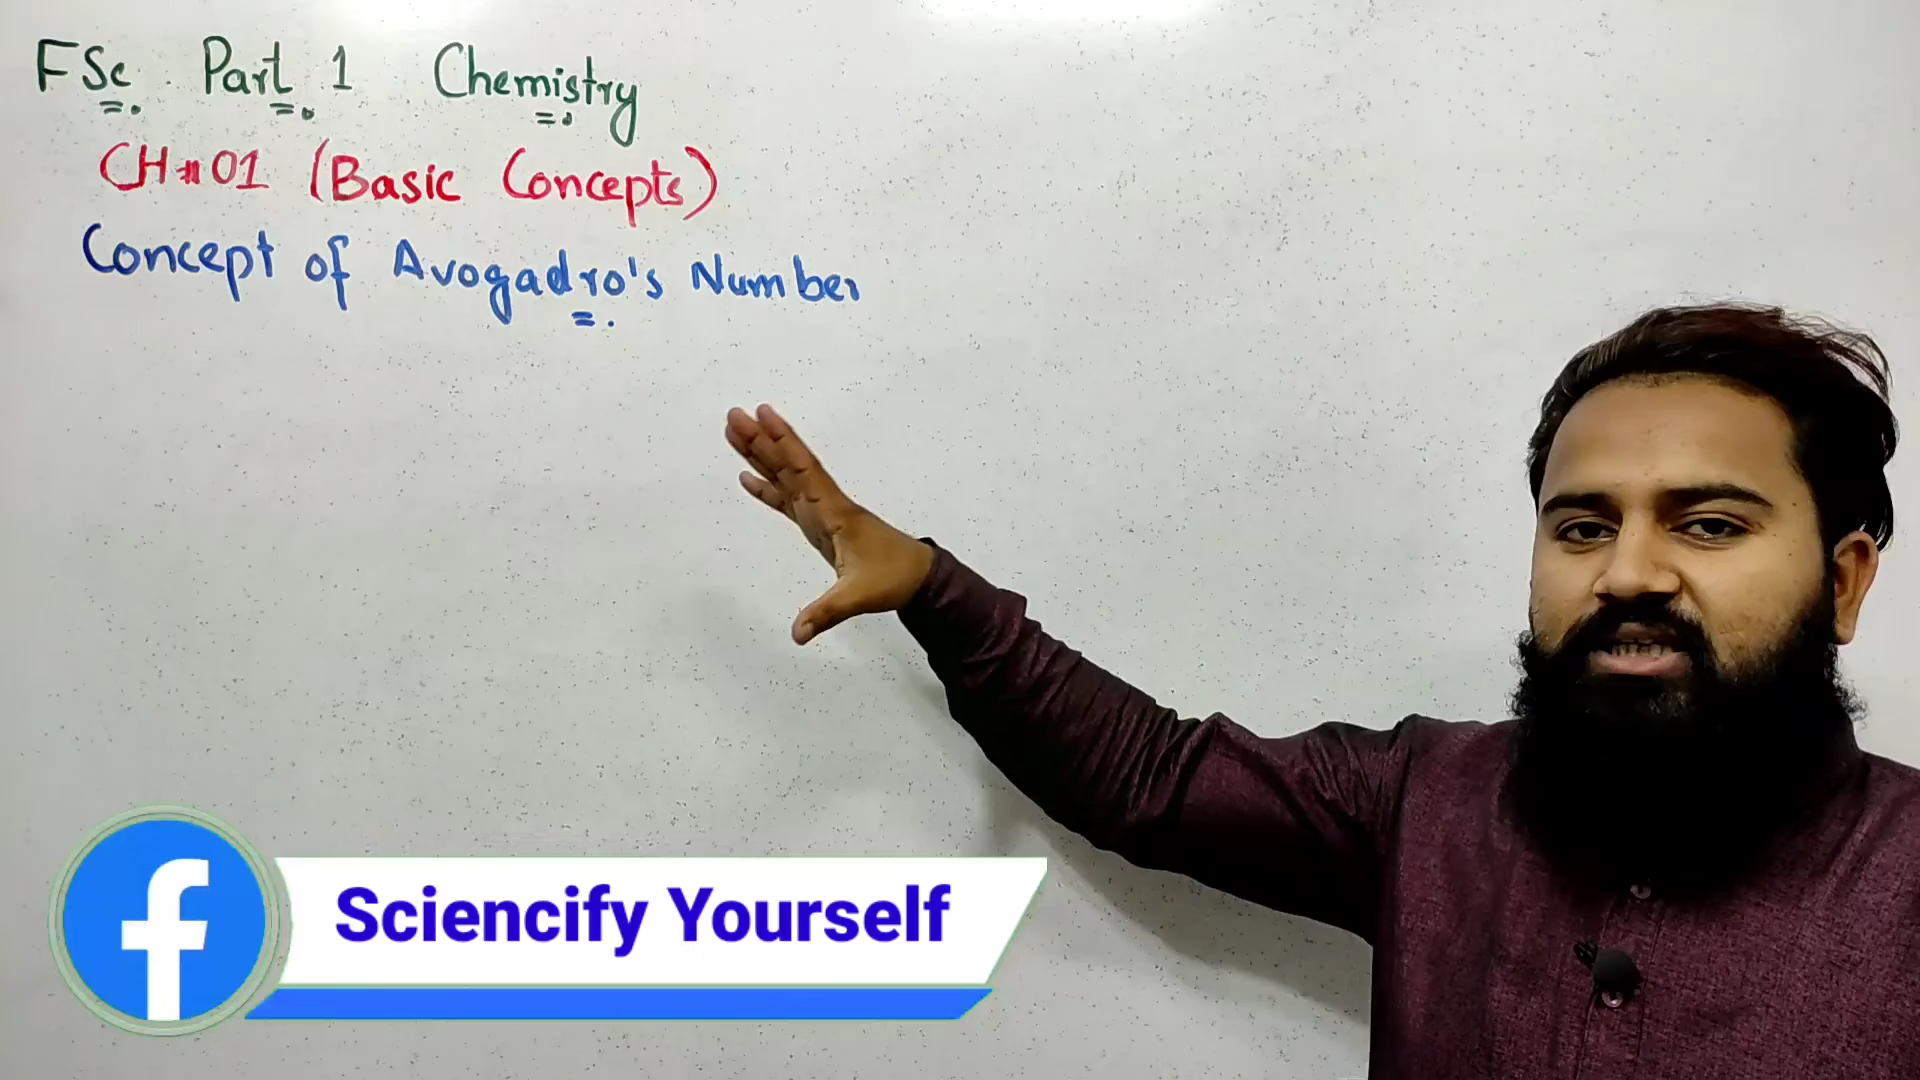 FSc Part 1 Chemistry
CH#01 (Basic Concepts)
Concept of Avogadro's Number
f Sciencify Yourself